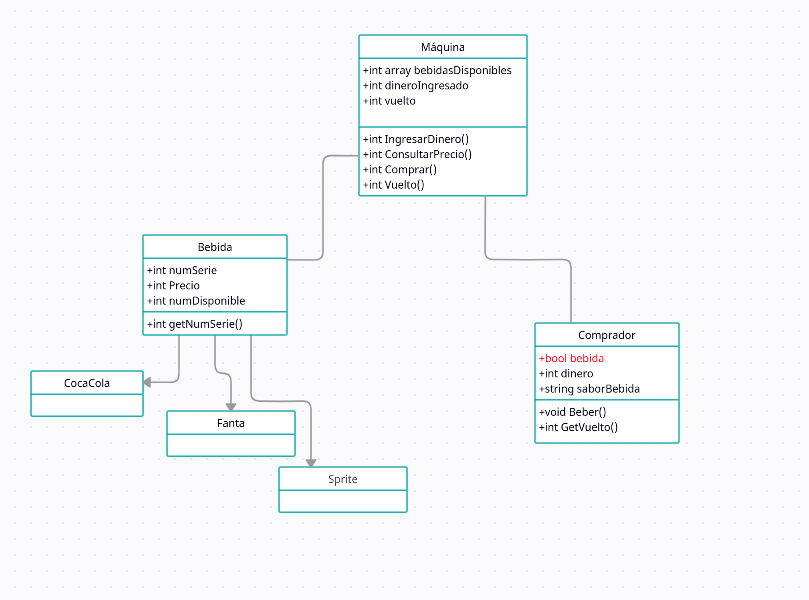 Máquina
+int array bebidasDisponibles
+int dineroIngresado
+int vuelto
+int IngresarDinero()
+int ConsultarPrecio()
+int Comprar()
+int Vuelto()
Bebida
+int numSerie
+int Precio
+int numDisponible
+int getNumSerie()
Comprador
+bool bebida
+int dinero
+string saborBebida
+void Beber()
+int GetVuelto()
CocaCola
Fanta
Sprite